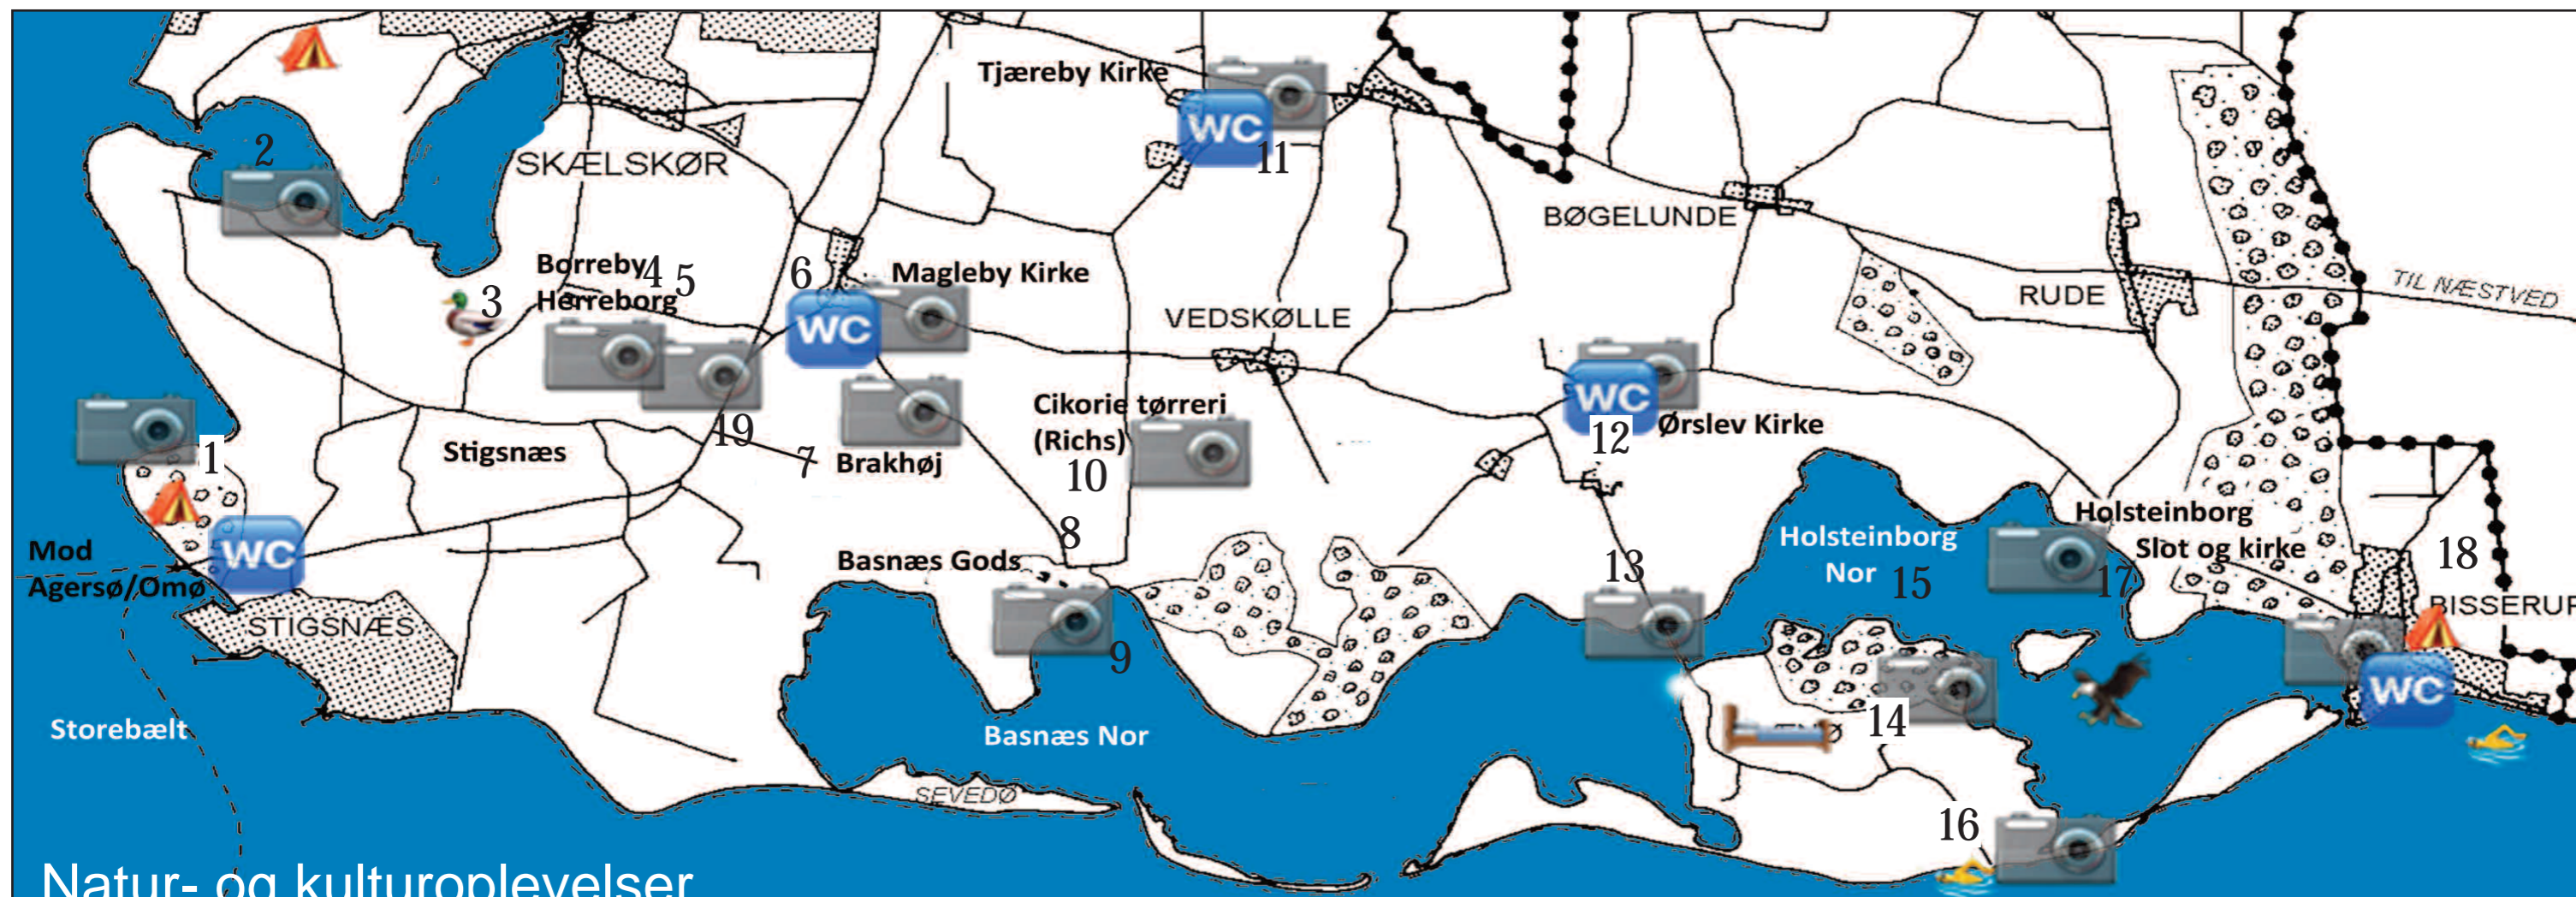 Tjæreby Kirke
WC
11
2
SKÆLSKØR
BØGELUNDE
Borreby
Herreborg
4
5
6
Magleby Kirke
3
WC
VEDSKØLLE
RUDE
TIL NÆSTVED
WC
12
Ørslev Kirke
Cikorie tørreri
(Richs)
10
19
7
Brakhøj
Stigsnæs
1
WC
Mod
Agersø/Omø
STIGSNÆS
8
Basnæs Gods
9
13
Holsteinborg
Nor
15
Holsteinborg
Slot og kirke
17
18
BISSERUP
WC
14
Storebælt
Basnæs Nor
SEVEDØ
16
Natur- og kulturoplevelser